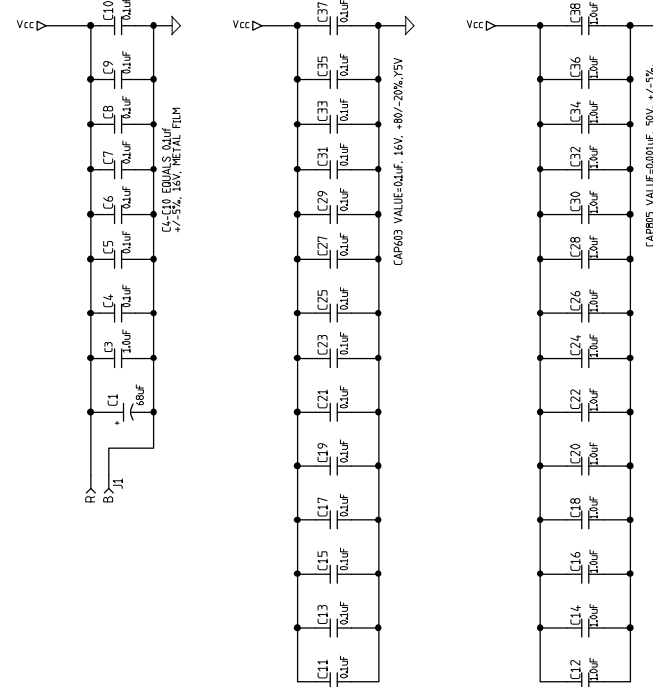 Vcc
C10
0.1uF
C9
0.1uF
C8
0.1uF
C7
0.1uF
C6
0.1uF
C5
0.1uF
C4
0.1uF
C3
1.0uF
C1
68uF
+
R
B
J1
C4-C10 EQUALS 0.1uf
+/-5%, 16V, METAL FILM
Vcc
C37
0.1uF
C35
0.1uF
C33
0.1uF
C31
0.1uF
C29
0.1uF
C27
0.1uF
C25
0.1uF
C23
0.1uF
C21
0.1uF
C19
0.1uF
C17
0.1uF
C15
0.1uF
C13
0.1uF
C11
0.1uF
CAP603 VALUE=0.1uF, 16V, +80/-20%,Y5V
Vcc
C38
1.0uF
C36
1.0uF
C34
1.0uF
C32
1.0uF
C30
1.0uF
C28
1.0uF
C26
1.0uF
C24
1.0uF
C22
1.0uF
C20
1.0uF
C18
1.0uF
C16
1.0uF
C14
1.0uF
C12
1.0uF
CAP805 VALUE=0.001uF, 50V, +/-5%,